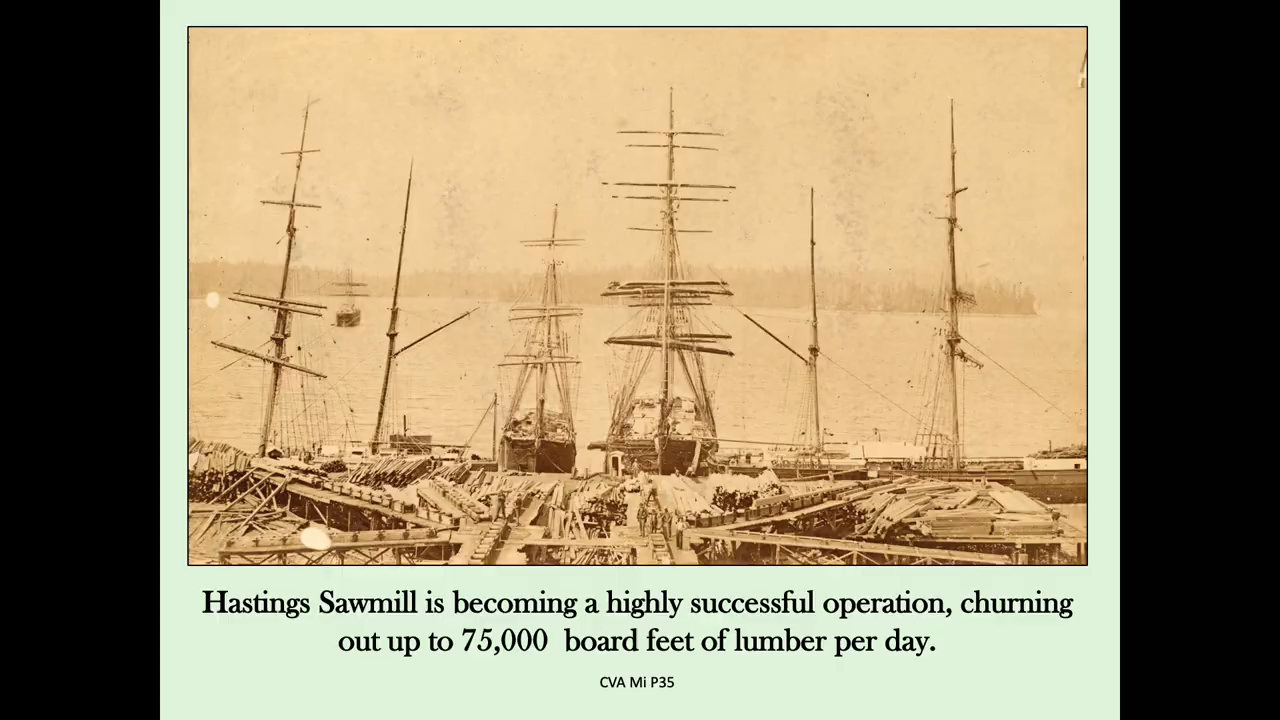 Hastings Sawmill is becoming a highly successful operation, churning
out up to 75,000 board feet of lumber per day.
CVA Mi P35